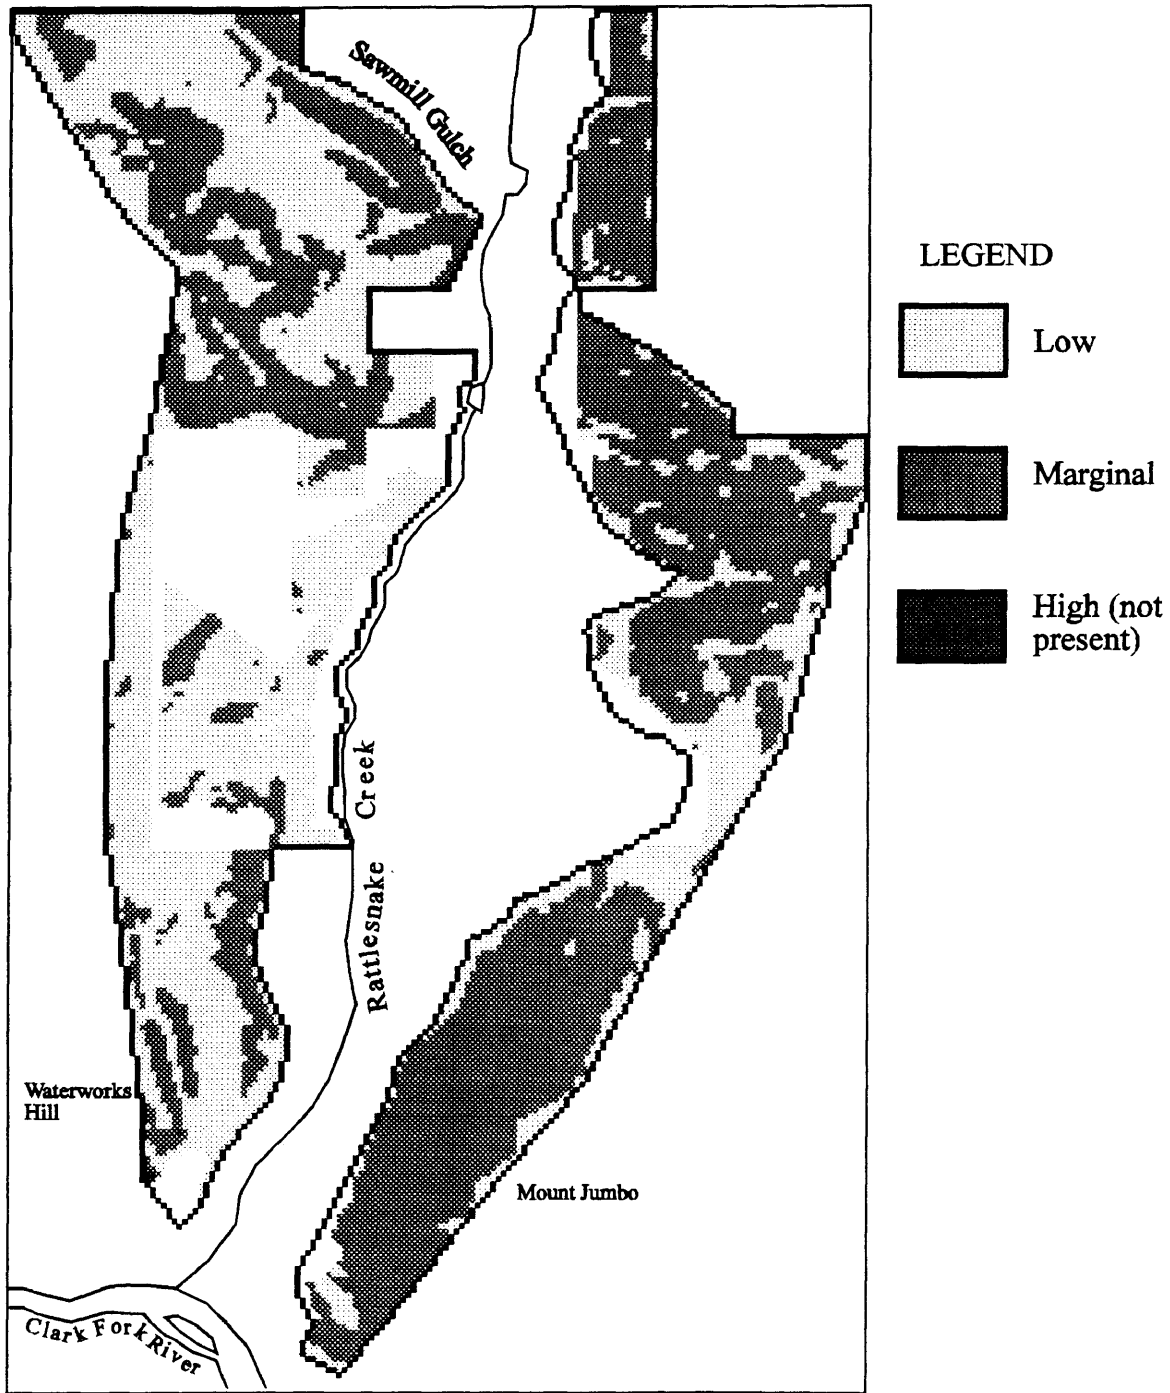 Sawmill Gulch
LEGEND
Low
Marginal
High (not
present)
Rattlesnake Creek
Waterworks
Hill
Mount Jumbo
Clark Fork River